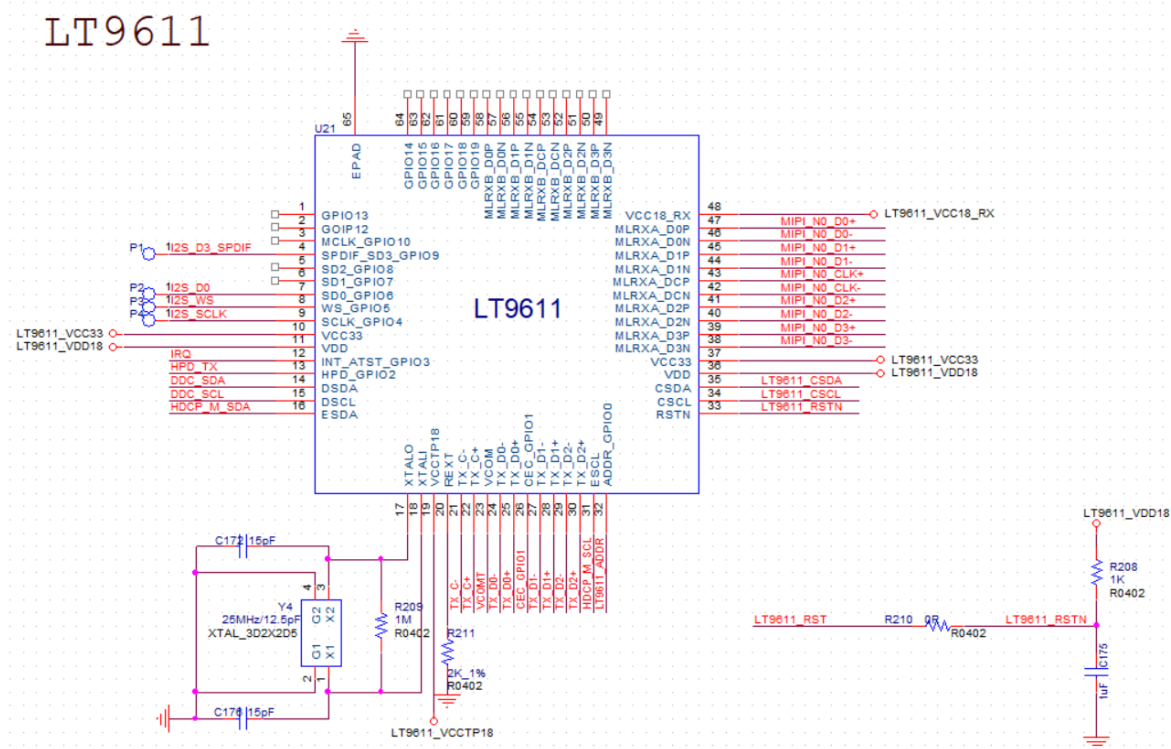 LT9611
U21
65
64
63
62
61
60
59
58
57
56
55
54
53
52
51
50
49
EPAD
GPIO14
GPIO15
GPIO16
GPIO17
GPIO18
GPIO19
MLRXB_D0P
MLRXB_D0N
MLRXB_D1P
MLRXB_D1N
MLRXB_DCP
MLRXB_DCN
MLRXB_D2P
MLRXB_D2N
MLRXB_D3P
MLRXB_D3N
1 GPIO13
2 GOIP12
3 MCLK_GPIO10
P1 1 I2S_D3_SPDIF 4 SPDIF_SD3_GPIO9
5 SD2_GPIO8
6 SD1_GPIO7
P2 1 I2S_D0 7 SD0_GPIO6
P3 1 I2S_WS 8 WS_GPIO5
P4 1 I2S_SCLK 9 SCLK_GPIO4
LT9611_VCC33 10 VCC33
LT9611_VDD18 11 VDD
IRQ 12 INT_ATST_GPIO3
HPD_TX 13 HPD_GPIO2
DDC_SDA 14 DSDA
DDC_SCL 15 DSCL
HDCP_M_SDA 16 ESDA
LT9611
VCC18_RX 48 LT9611_VCC18_RX
MLRXA_D0P 47 MIPI_N0_D0+
MLRXA_D0N 46 MIPI_N0_D0-
MLRXA_D1P 45 MIPI_N0_D1+
MLRXA_D1N 44 MIPI_N0_D1-
MLRXA_DCP 43 MIPI_N0_CLK+
MLRXA_DCN 42 MIPI_N0_CLK-
MLRXA_D2P 41 MIPI_N0_D2+
MLRXA_D2N 40 MIPI_N0_D2-
MLRXA_D3P 39 MIPI_N0_D3+
MLRXA_D3N 38 MIPI_N0_D3-
VCC33 37 LT9611_VCC33
VDD 36 LT9611_VDD18
CSDA 35 LT9611_CSDA
CSCL 34 LT9611_CSCL
RSTN 33 LT9611_RSTN
XTALO 17
XTALI 18
VCCTP18 19
REXT 20
TX_C- 21 TX_C-
TX_C+ 22 TX_C+
VCOM 23 VCOMT
TX_D0- 24 TX_D0-
TX_D0+ 25 TX_D0+
CEC_GPIO1 26 CEC_GPIO1
TX_D1- 27 TX_D1-
TX_D1+ 28 TX_D1+
TX_D2- 29 TX_D2-
TX_D2+ 30 TX_D2+
ESCL 31 HDCP_M_SCL
ADDR_GPIO0 32 LT9611_ADDR
C172 15pF
4
3
Y4
25MHz/12.5pF
XTAL_3D2X2D5
G2
X2
G1
X1
2
1
C176 15pF
R209
1M
R0402
R211
2K_1%
R0402
LT9611_VCCTP18
LT9611_VDD18
R208
1K
R0402
LT9611_RST R210 0R R0402 LT9611_RSTN
C175
1uF